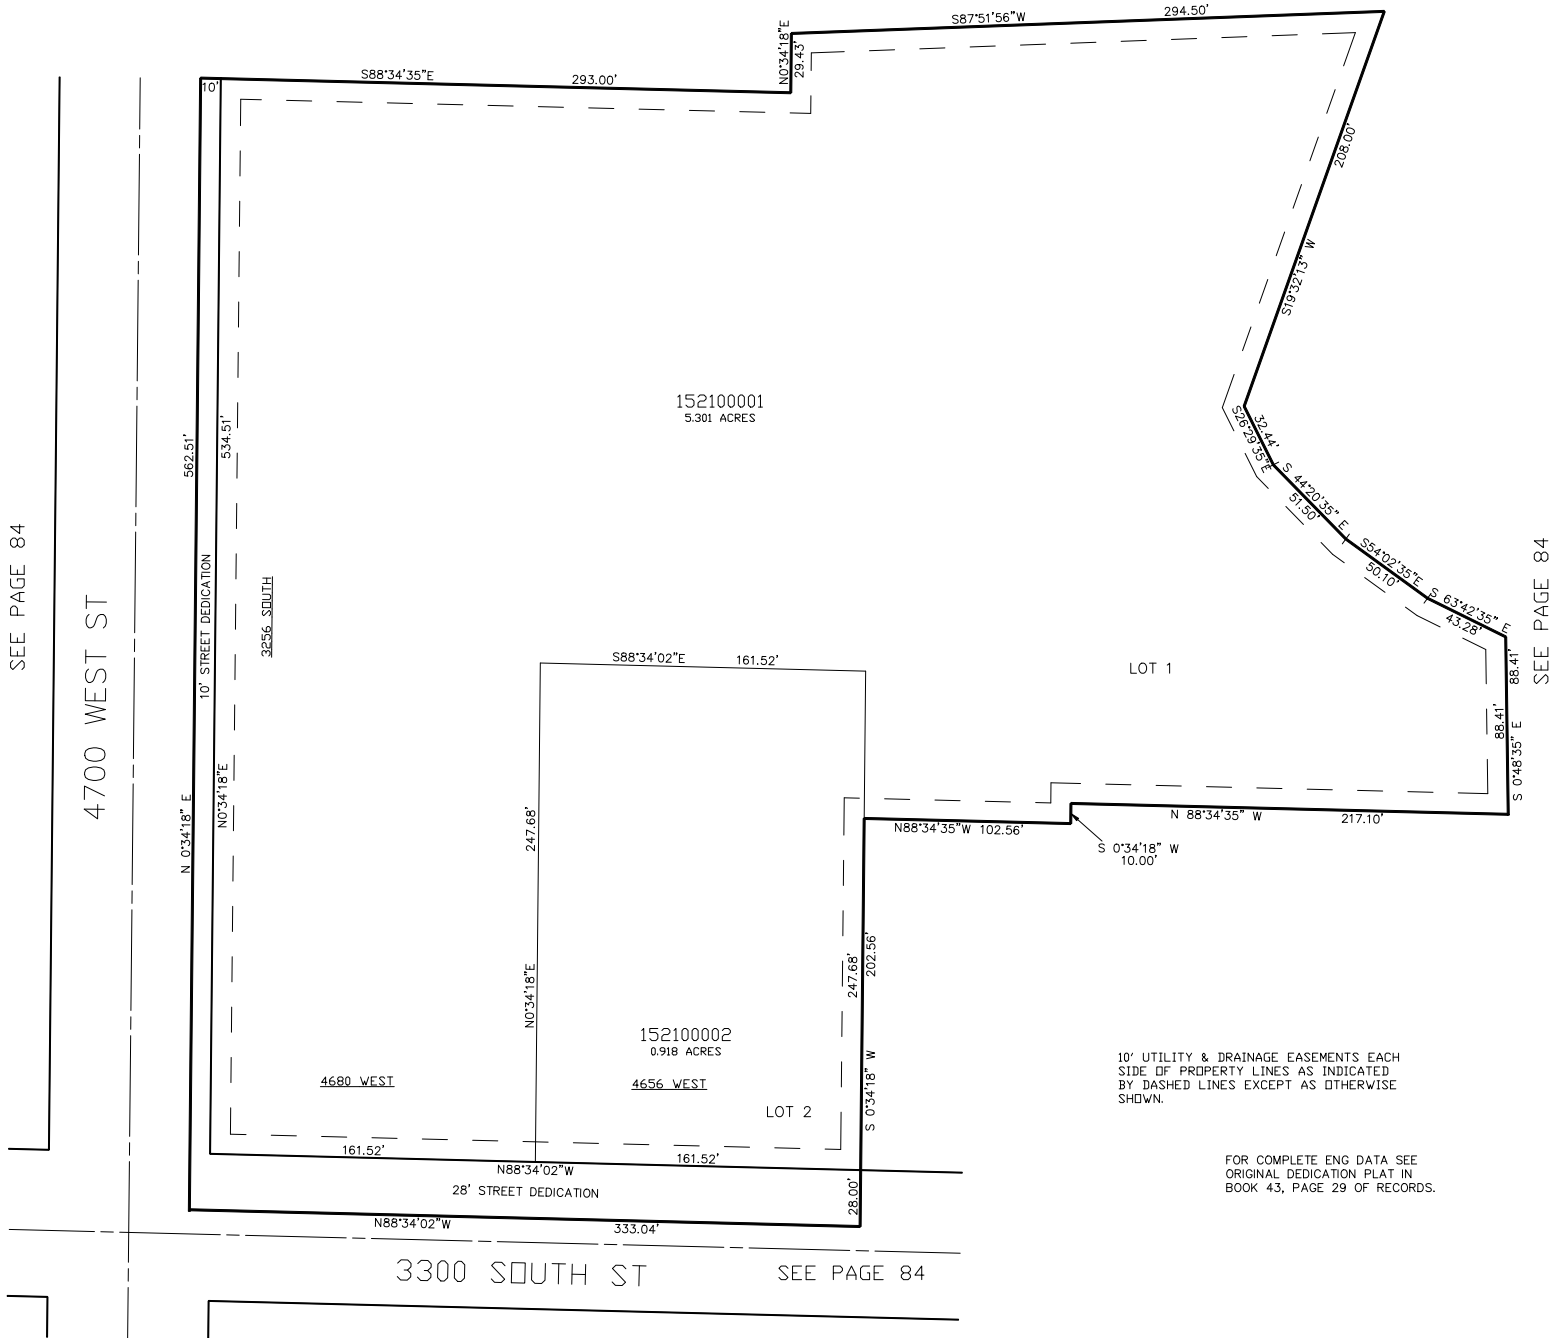 S87°51'56"W
294.50'
N0°34'18"E
29.43'
S88°34'35"E
293.00'
10'
208.00'
S19°32'13" W
152100001
5.301 ACRES
562.51'
534.51'
32.44'
S26°29'35"E
S 44°20'35" E
51.50'
S54°02'35"E
50.10'
S 63°42'35" E
43.28'
SEE PAGE 84
4700 WEST ST
10' STREET DEDICATION
3256 SOUTH
SEE PAGE 84
S88°34'02"E
161.52'
LOT 1
88.41'
88.41'
S 0°48'35" E
N 0°34'18" E
N0°34'18"E
247.68'
N88°34'35"W 102.56'
N 88°34'35" W
217.10'
S 0°34'18" W
10.00'
N0°34'18"E
247.68'
202.56'
S 0°34'18" W
152100002
0.918 ACRES
4680 WEST
4656 WEST
LOT 2
10' UTILITY & DRAINAGE EASEMENTS EACH
SIDE OF PROPERTY LINES AS INDICATED
BY DASHED LINES EXCEPT AS OTHERWISE
SHOWN.
161.52'
N88°34'02"W
161.52'
28' STREET DEDICATION
28.00'
FOR COMPLETE ENG DATA SEE
ORIGINAL DEDICATION PLAT IN
BOOK 43, PAGE 29 OF RECORDS.
N88°34'02"W
333.04'
3300 SOUTH ST
SEE PAGE 84